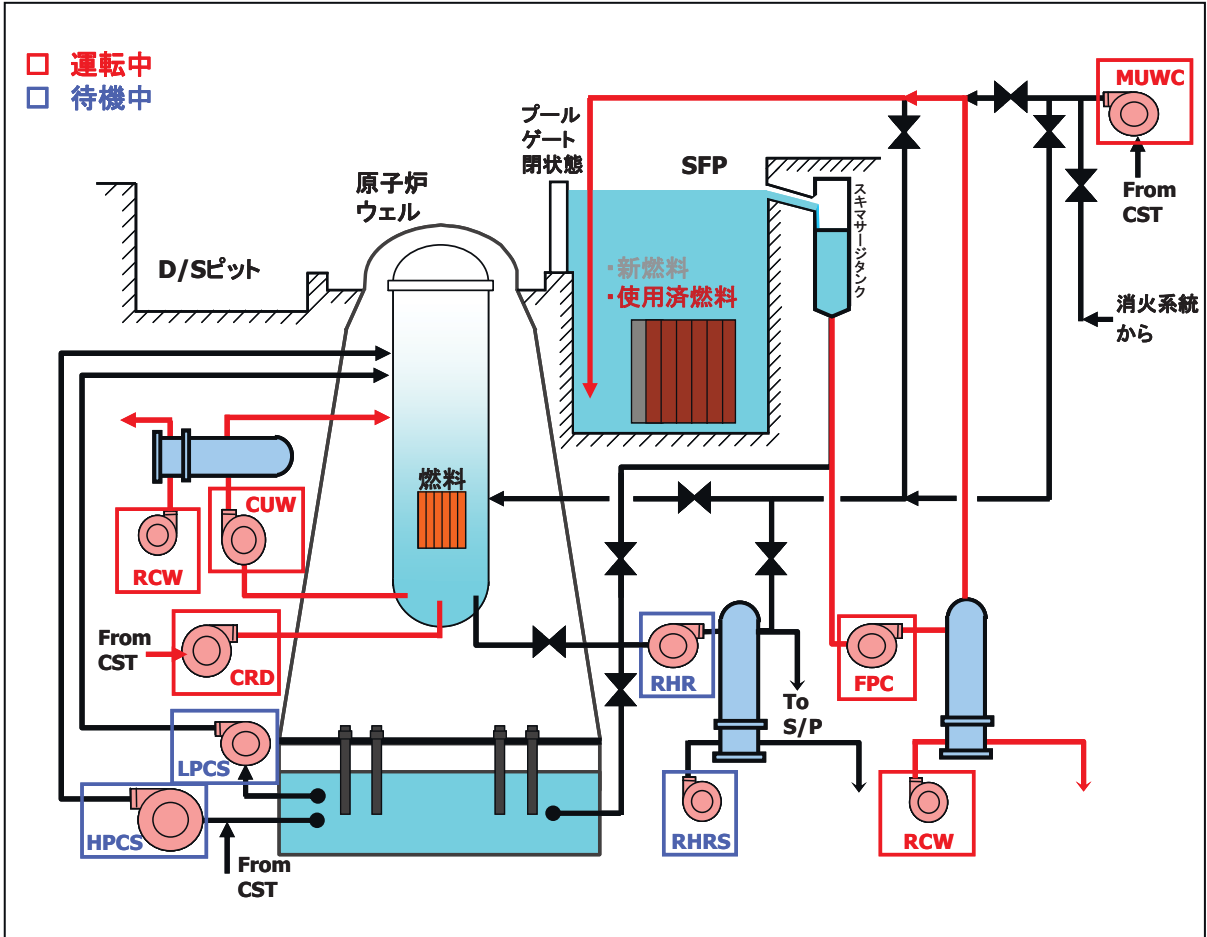 □ 運転中
□ 待機中
MUWC
From
CST
消火系統
から
プール
ゲート
閉状態
SFP
スキマサージタンク
原子炉
ウェル
D/Sピット
・新燃料
・使用済燃料
燃料
CUW
RCW
From
CST
CRD
RHR
FPC
To
S/P
LPCS
HPCS
From
CST
RHRS
RCW